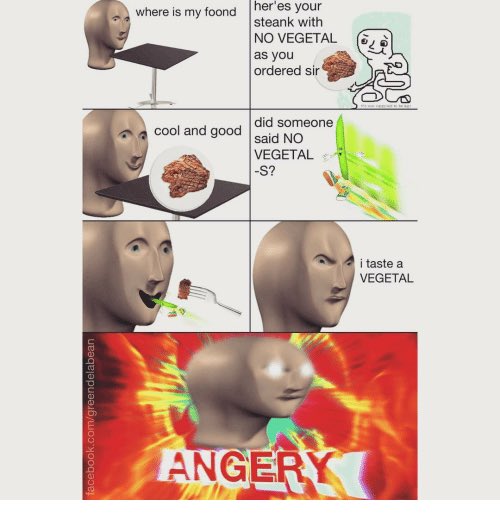 where is my foond
her'es your
steank with
NO VEGETAL
as you
ordered sir
cool and good
did someone
said NO
VEGETAL
-S?
i taste a
VEGETAL
ANGERY
facebook.com/greendelabean